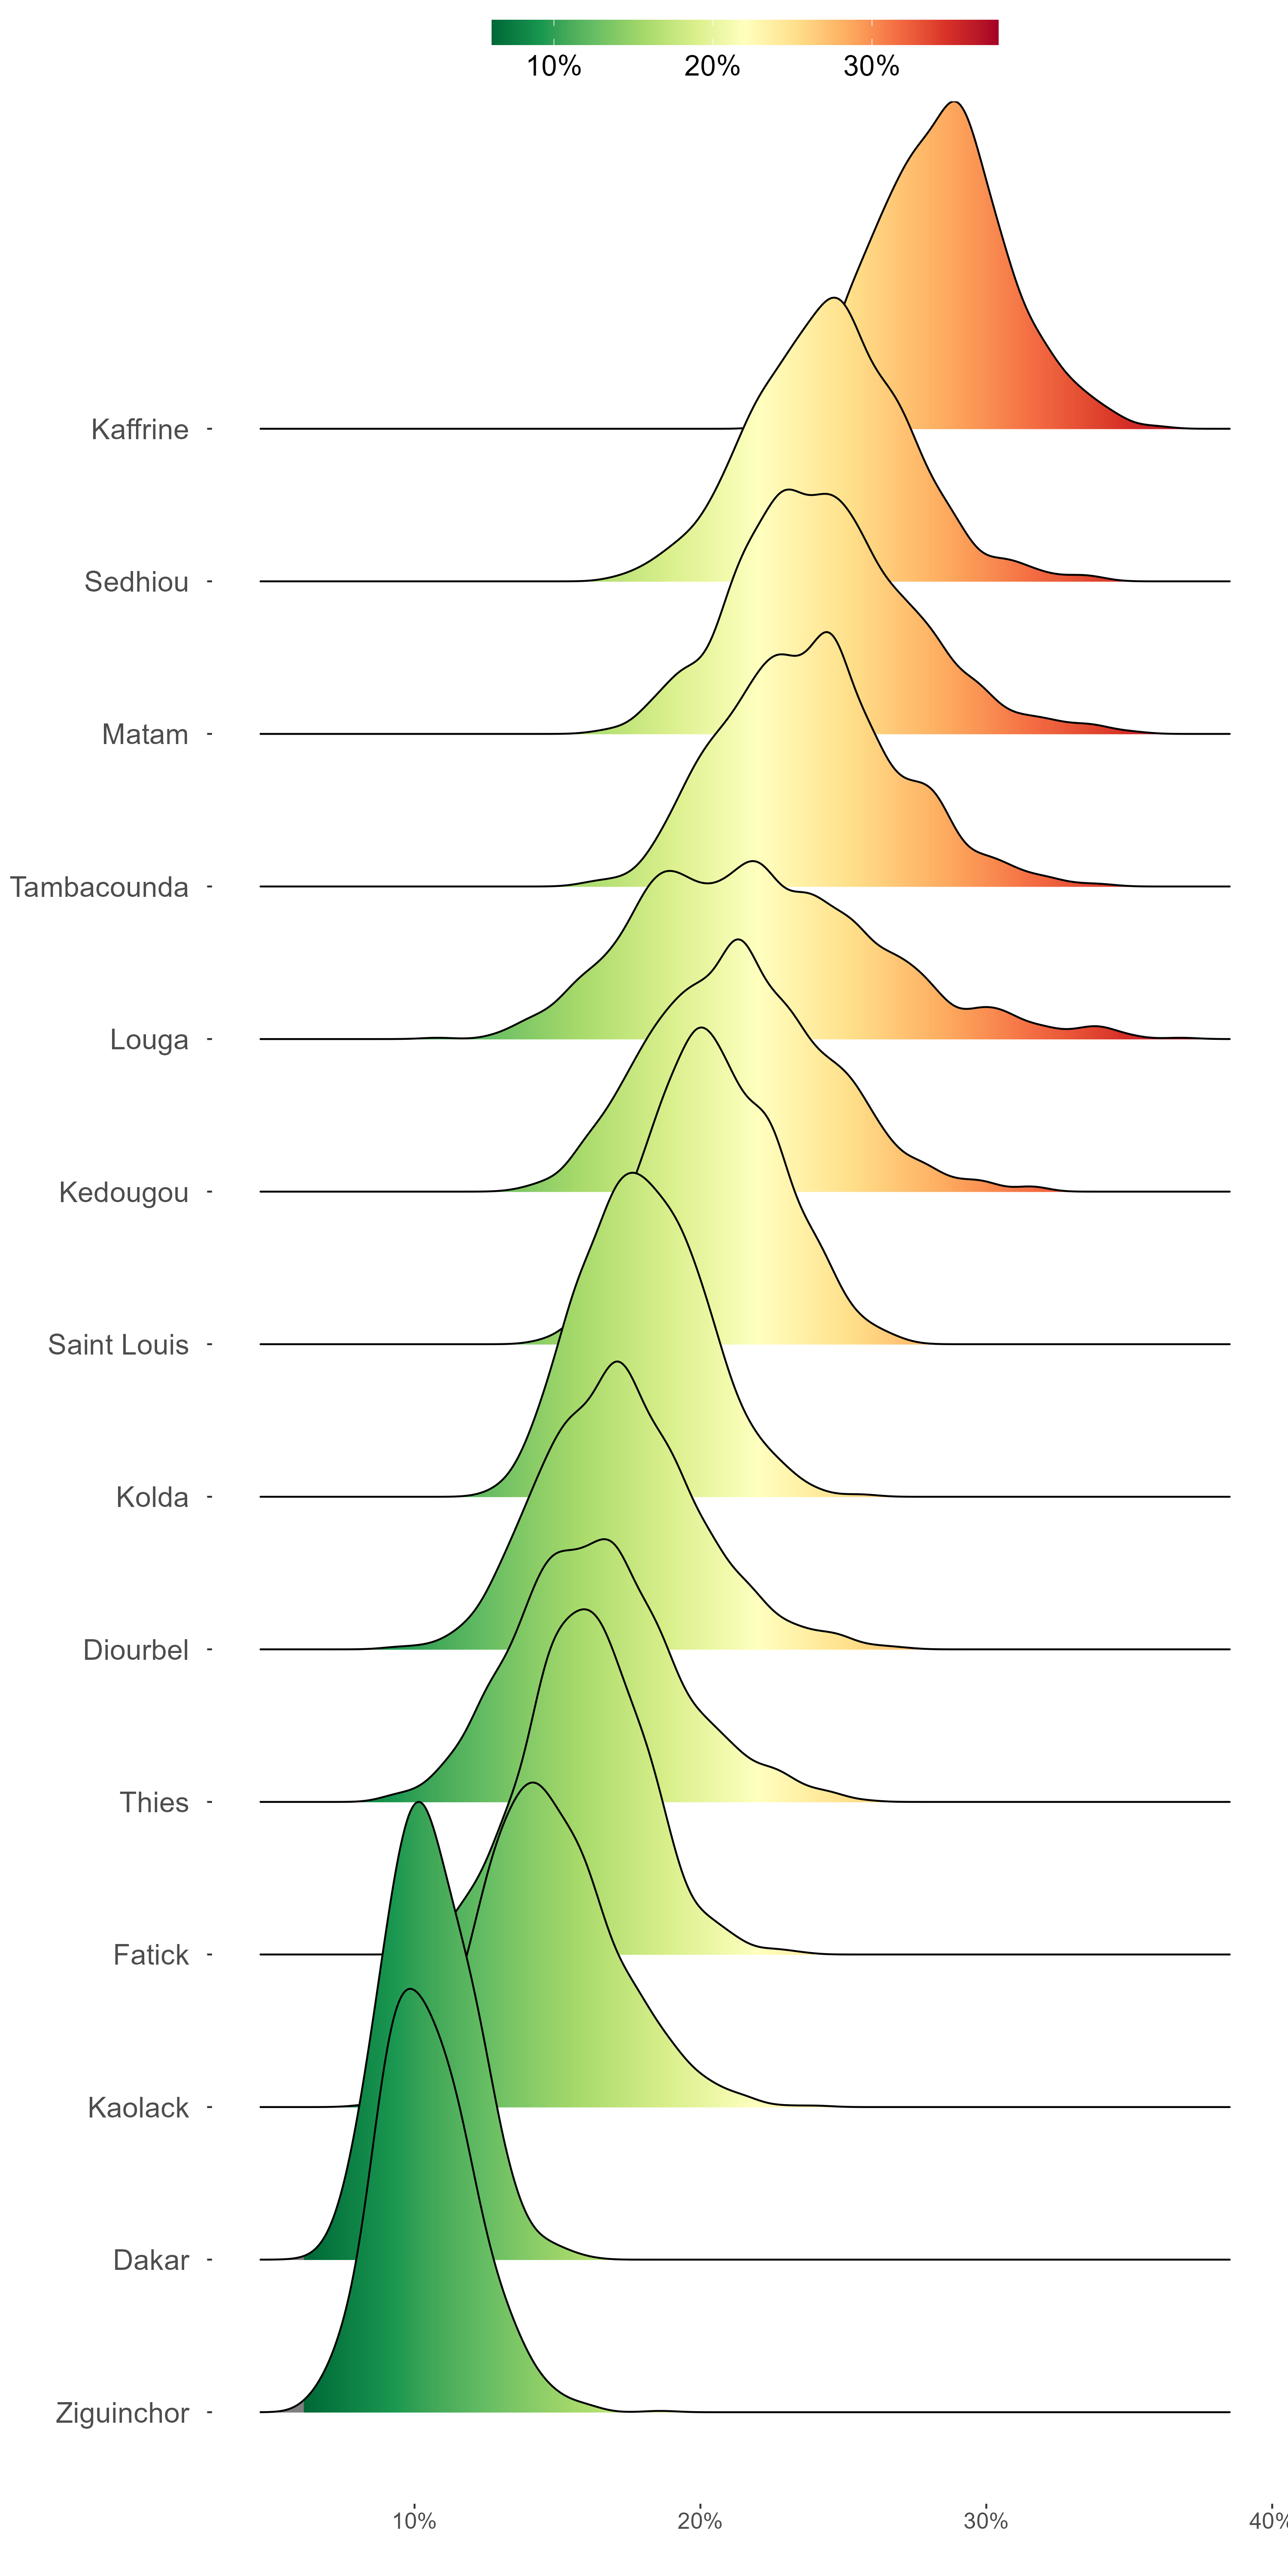 10% 20% 30%
Kaffrine
Sedhiou
Matam
Tambacounda
Louga
Kedougou
Saint Louis
Kolda
Diourbel
Thies
Fatick
Kaolack
Dakar
Ziguinchor
10% 20% 30% 40%